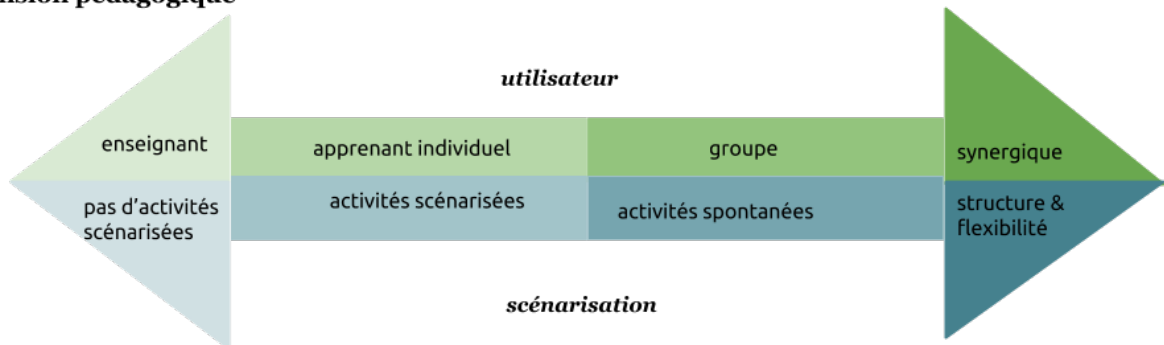 utilisateur
enseignant
apprenant individuel
groupe
synergique
pas d'activités
scénarisées
activités scénarisées
activités spontanées
structure &
flexibilité
scénarisation